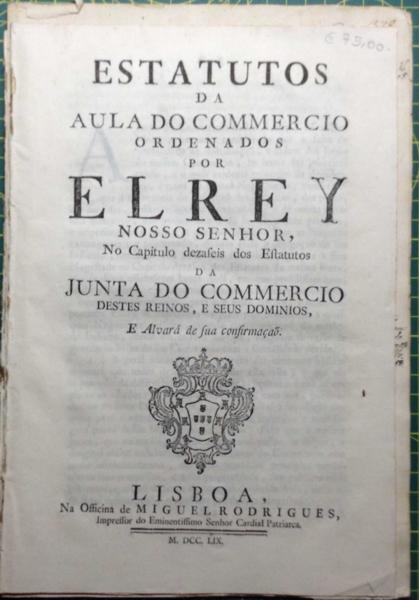 € 75,00.
ESTATUTOS
DA
AULA DO COMMERCIO
ORDENADOS
POR
ELREY
NOSSO SENHOR,
No Capitulo dezaſeis dos Eſtatutos
DA
JUNTA DO COMMERCIO
DESTES REINOS, E SEUS DOMINIOS,
E Alvará de ſua confirmaçaõ.
LISBOA,
Na Officina de MIGUEL RODRIGUES,
Impreſſor do Eminentiſſimo Senhor Cardial Patriarca.
M. DCC. LIX.